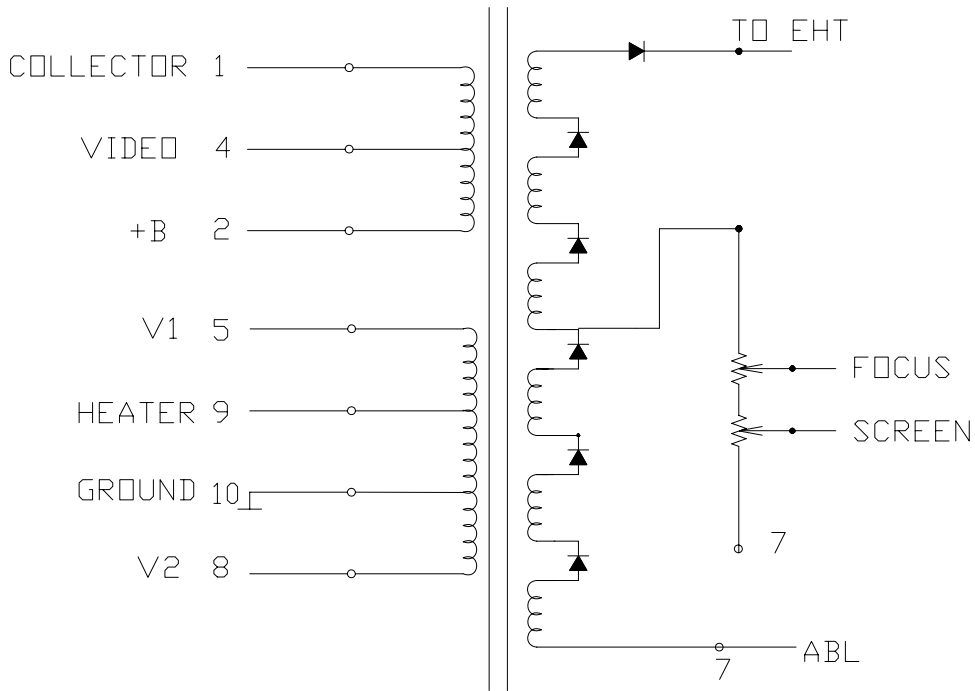 TO EHT
COLLECTOR 1
VIDEO 4
+B 2
V1 5
FOCUS
HEATER 9
SCREEN
GROUND 10
7
V2 8
ABL
7